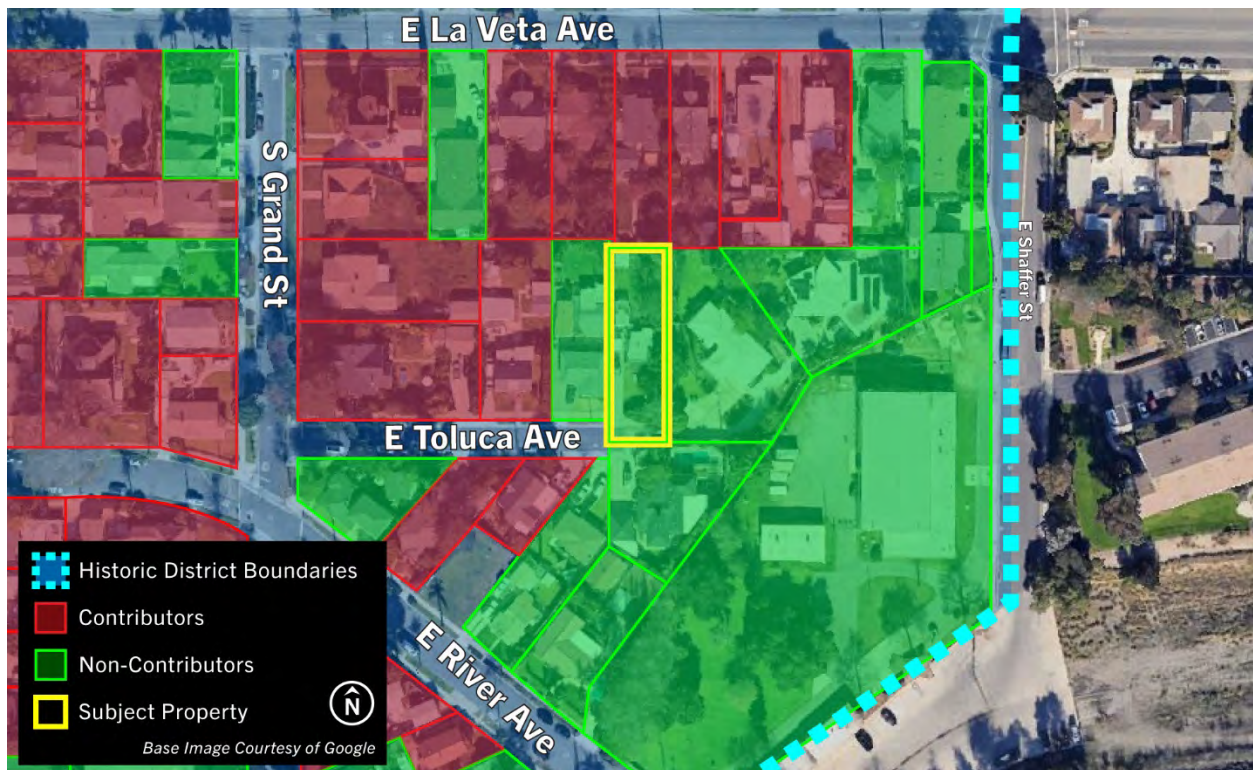 E La Veta Ave
S Grand St
E Shaffer St
E Toluca Ave
E River Ave
Historic District Boundaries
Contributors
Non-Contributors
Subject Property
N
Base Image Courtesy of Google